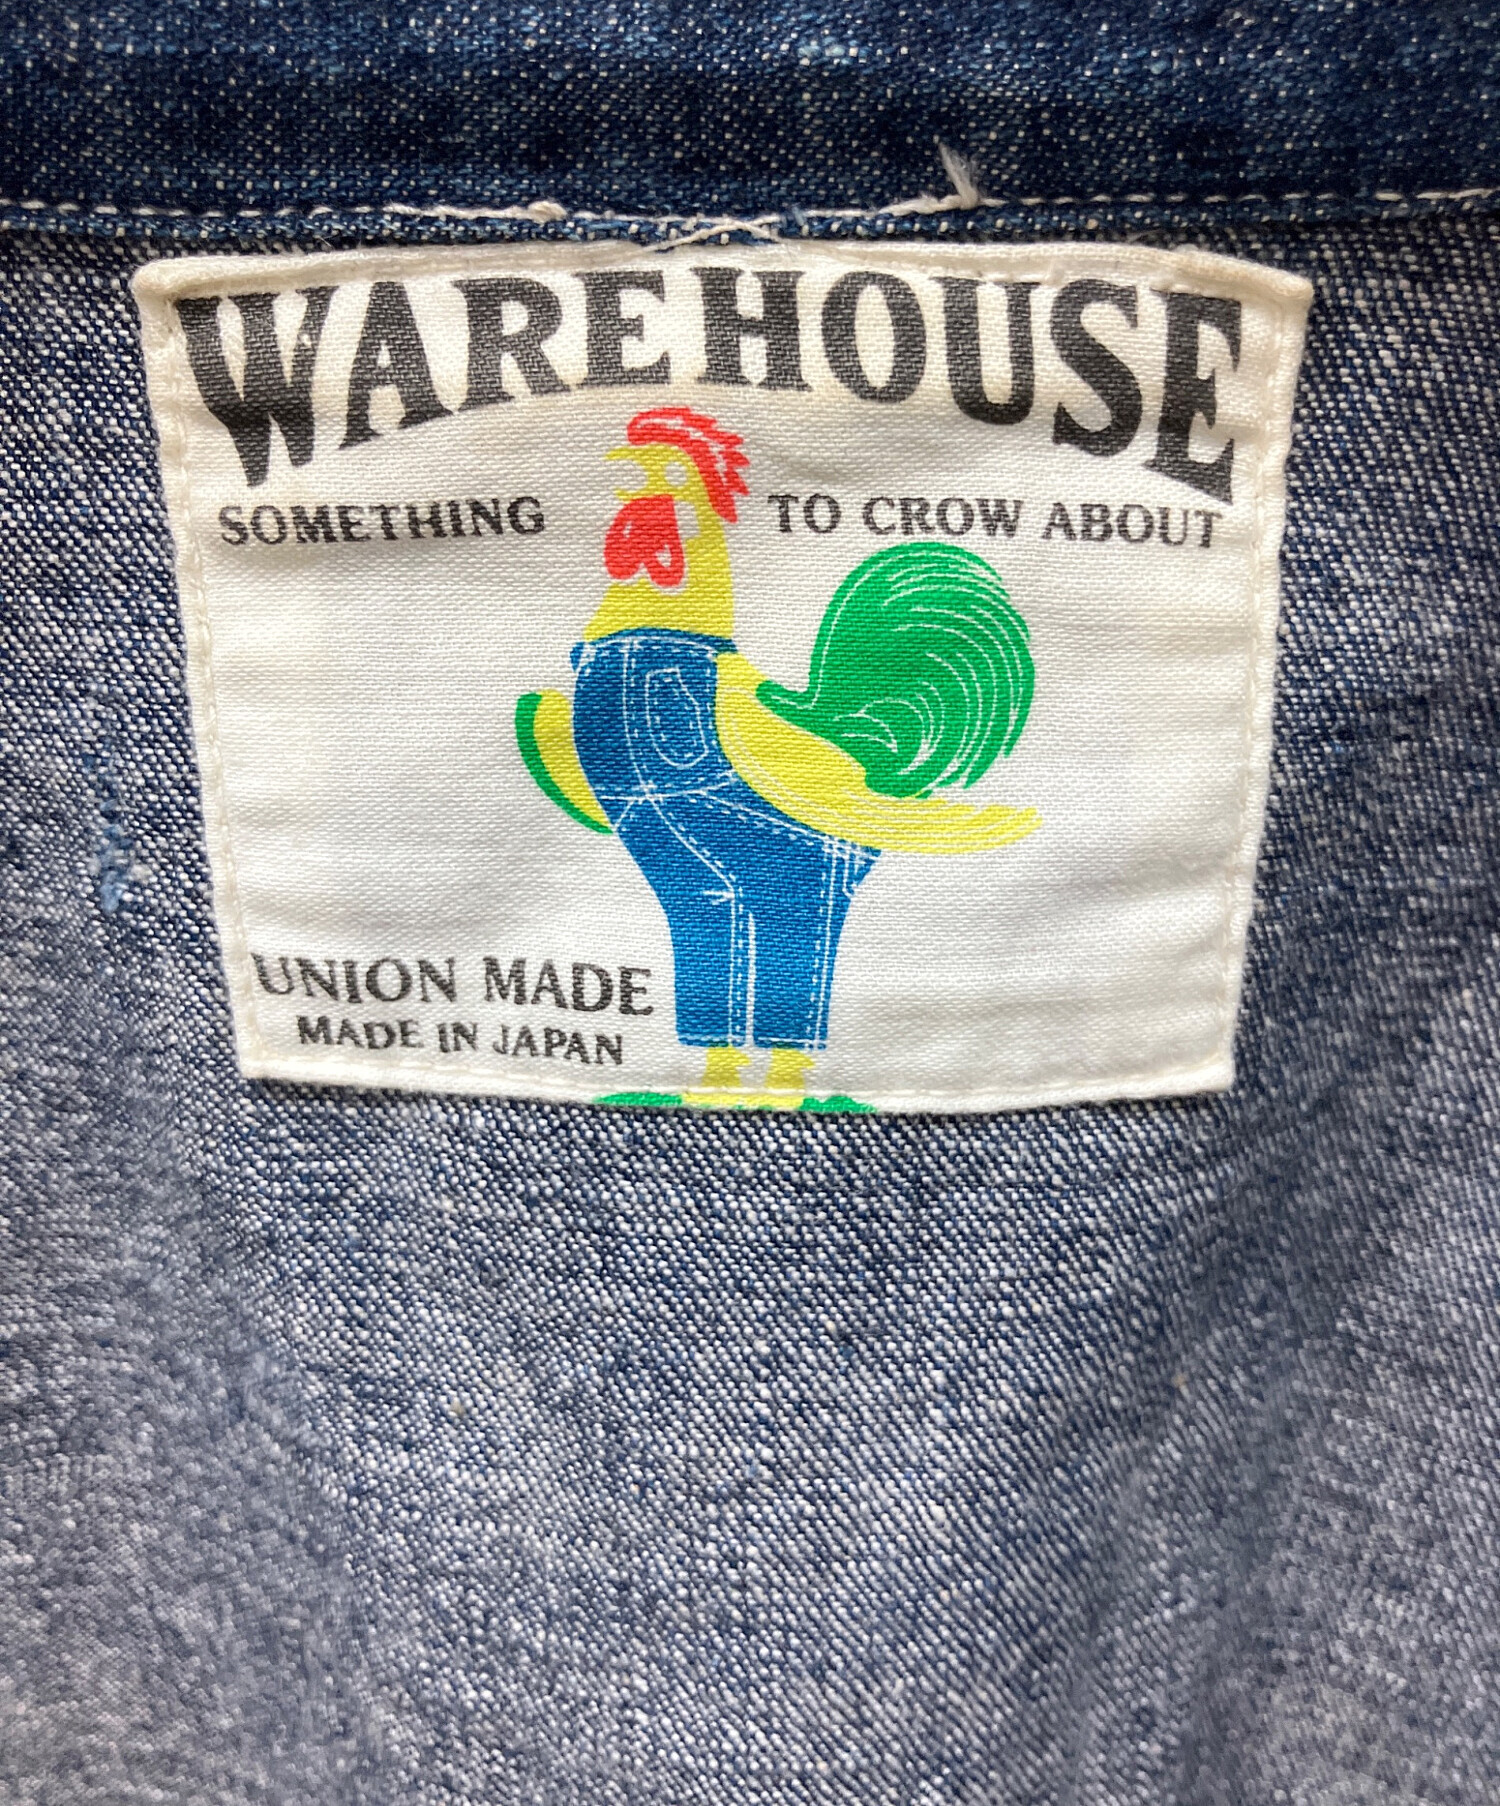 WAREHOUSE
SOMETHING TO CROW ABOUT
UNION MADE
MADE IN JAPAN